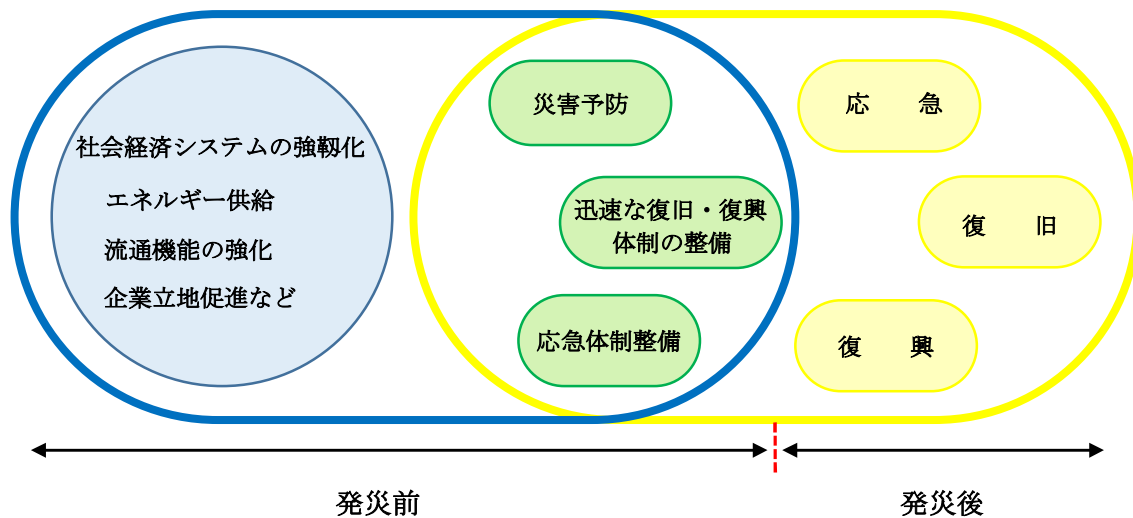 社会経済システムの強靱化
エネルギー供給
流通機能の強化
企業立地促進など
災害予防
迅速な復旧・復興
体制の整備
応急体制整備
応　　急
復　　旧
復　　興
発災前
発災後